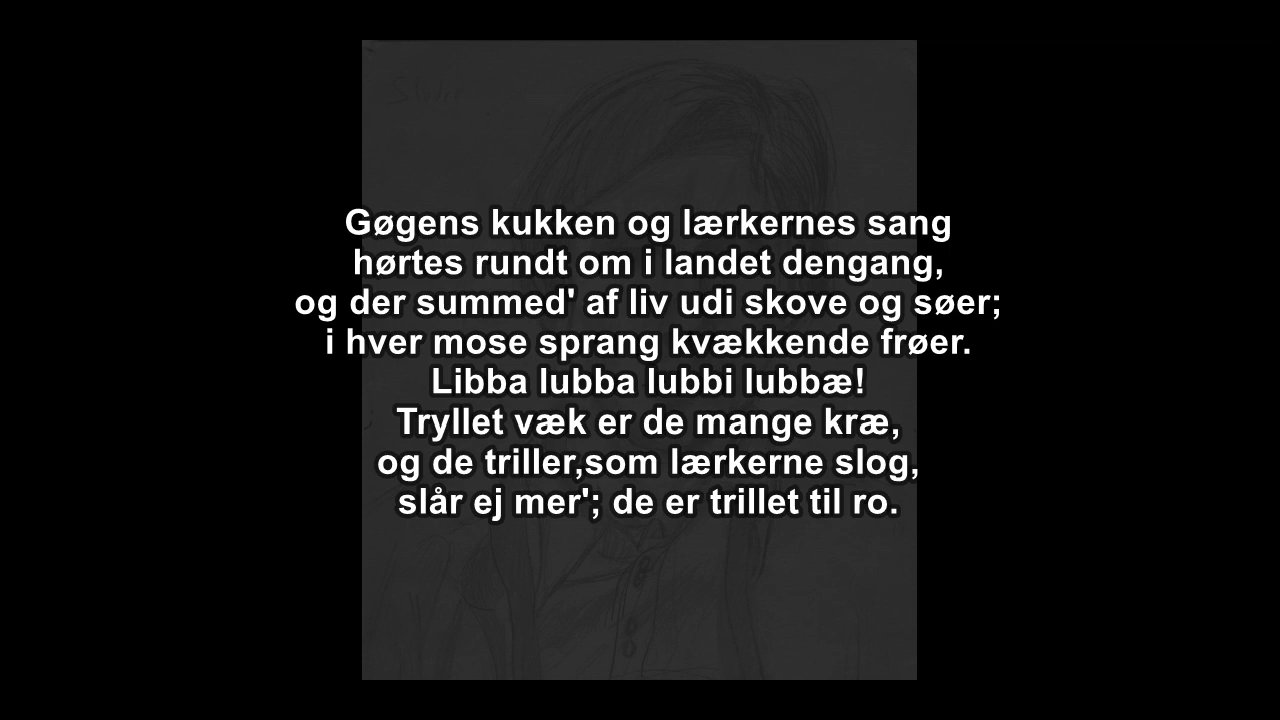 Gøgens kukken og lærkernes sang
hørtes rundt om i landet dengang,
og der summed' af liv udi skove og søer;
i hver mose sprang kvækkende frøer.
Libba lubba lubbi lubbæ!
Tryllet væk er de mange kræ,
og de triller,som lærkerne slog,
slår ej mer'; de er trillet til ro.